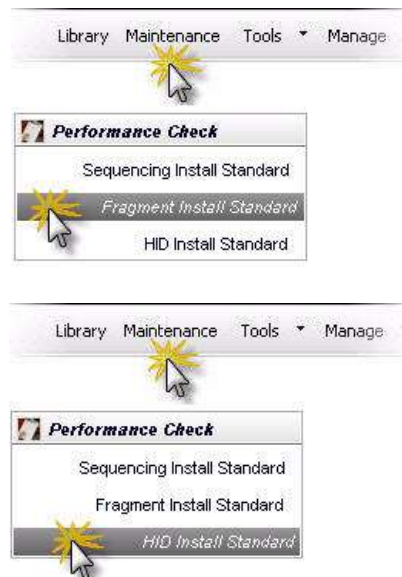 Library Maintenance Tools Manage
Performance Check
Sequencing Install Standard
Fragment Install Standard
HID Install Standard
Library Maintenance Tools Manage
Performance Check
Sequencing Install Standard
Fragment Install Standard
HID Install Standard